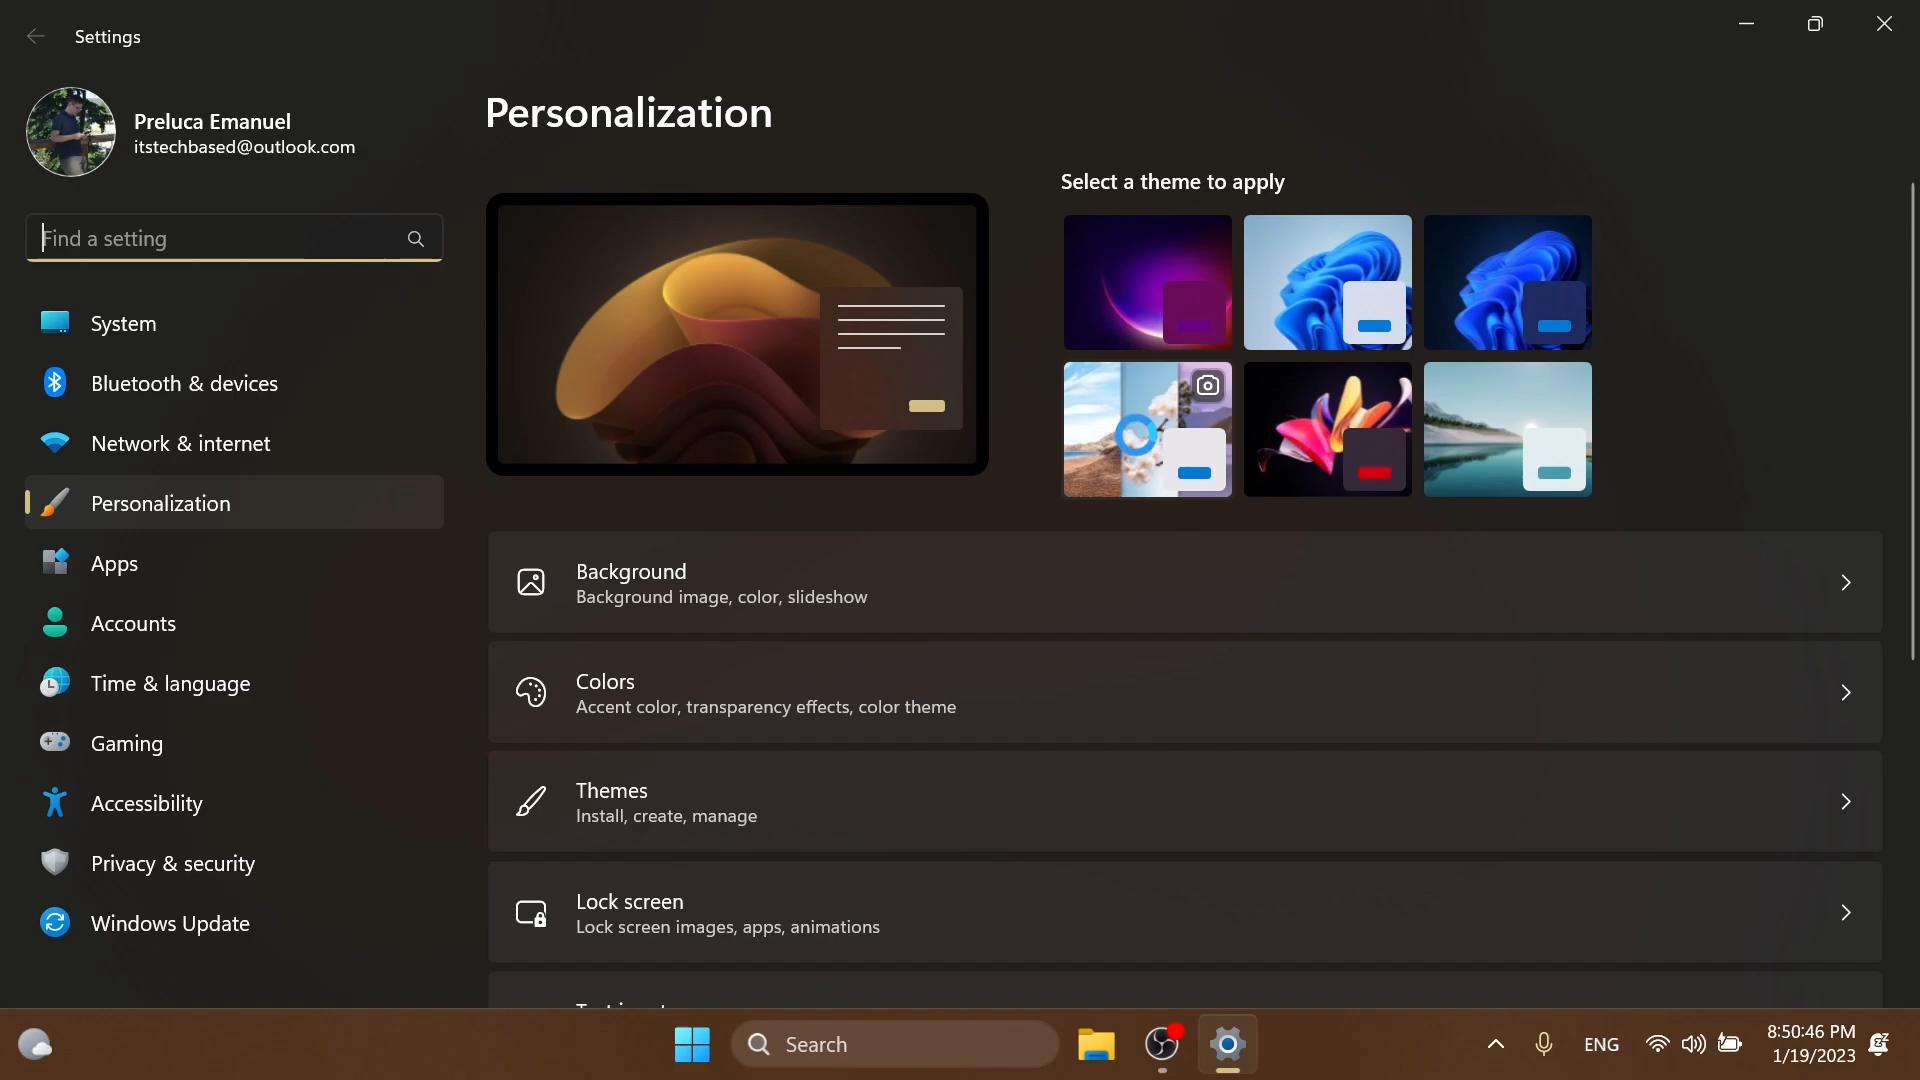 Settings
Preluca Emanuel
itstechbased@outlook.com
Find a setting
System
Bluetooth & devices
Network & internet
Personalization
Apps
Accounts
Time & language
Gaming
Accessibility
Privacy & security
Windows Update
Personalization
Select a theme to apply
Background
Background image, color, slideshow
Colors
Accent color, transparency effects, color theme
Themes
Install, create, manage
Lock screen
Lock screen images, apps, animations
Search
ENG
8:50:46 PM
1/19/2023